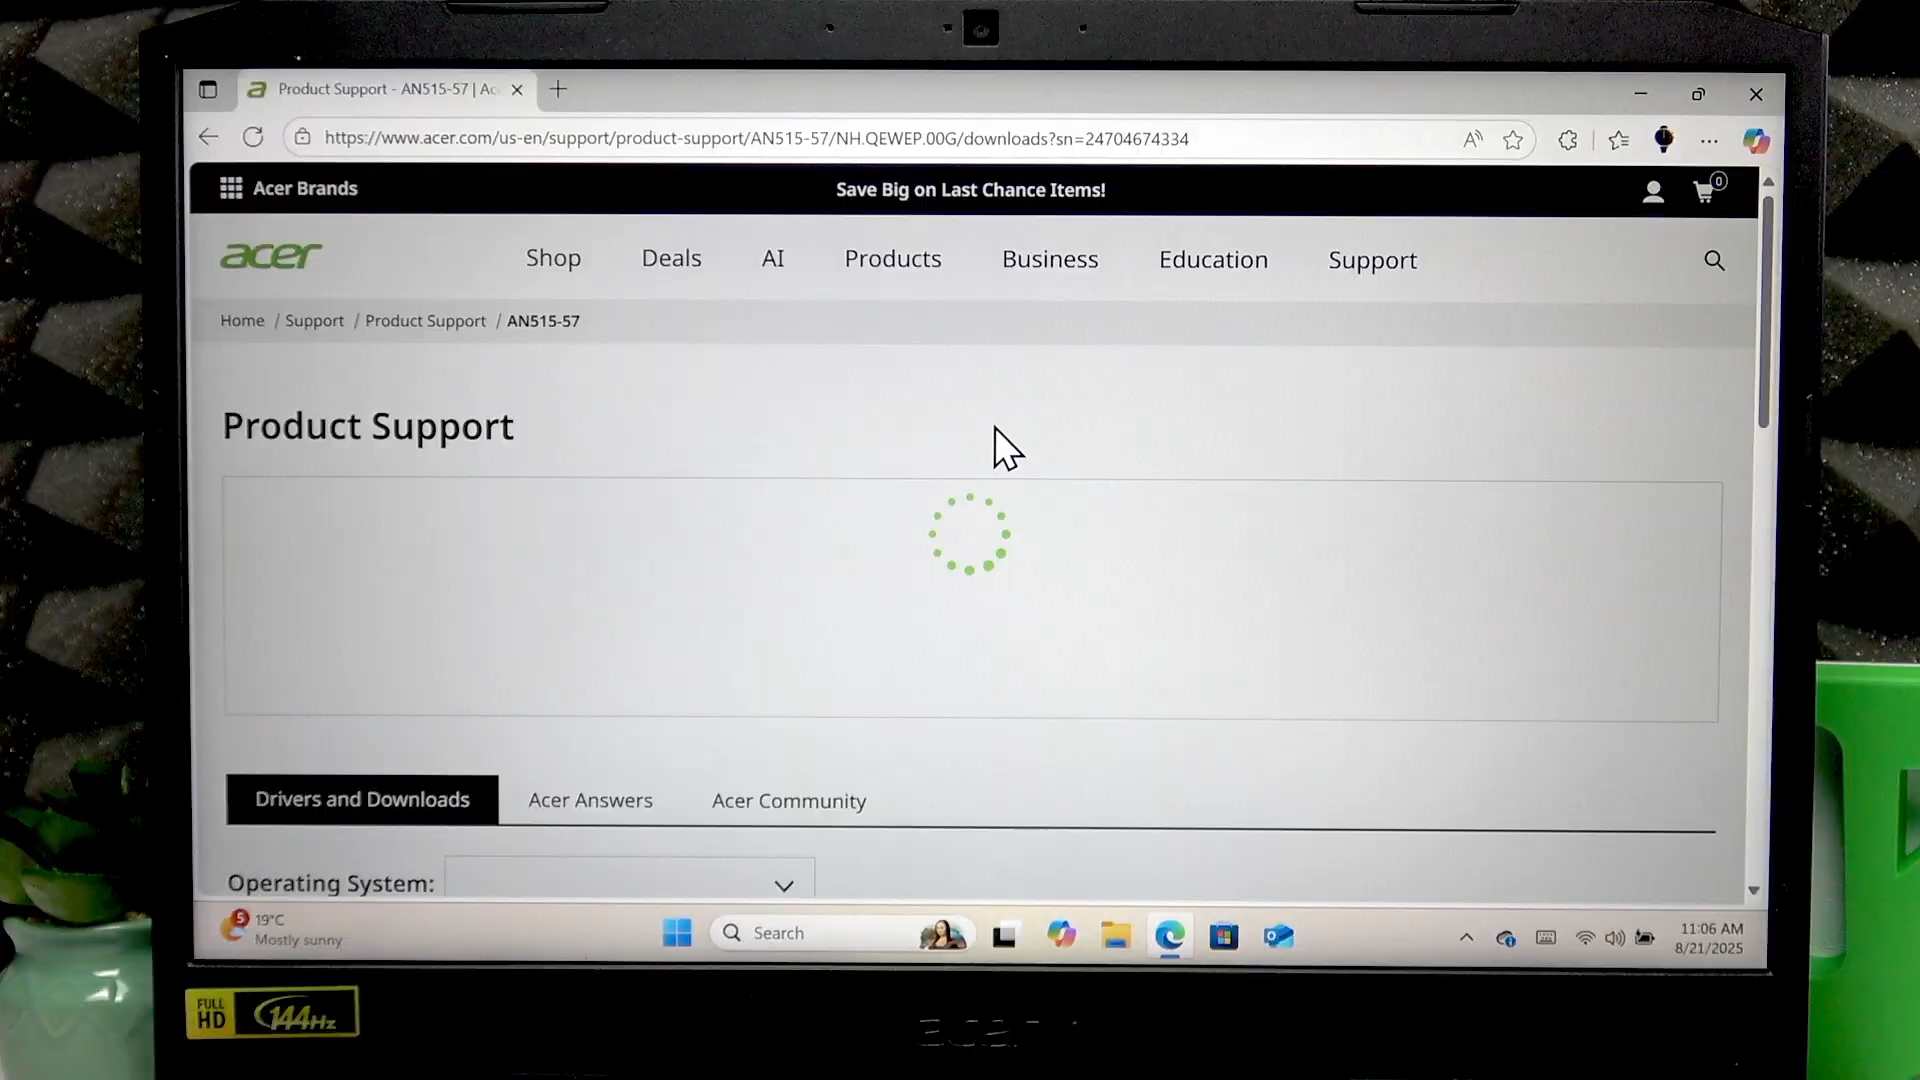 Product Support - AN515-57 | Ac
https://www.acer.com/us-en/support/product-support/AN515-57/NH.QEWEP.00G/downloads?sn=24704674334
Acer Brands
Save Big on Last Chance Items!
0
acer
Shop
Deals
AI
Products
Business
Education
Support
Home / Support / Product Support / AN515-57
Product Support
Drivers and Downloads
Acer Answers
Acer Community
Operating System:
5
19°C
Mostly sunny
Search
11:06 AM
8/21/2025
FULL
HD
144Hz
acer